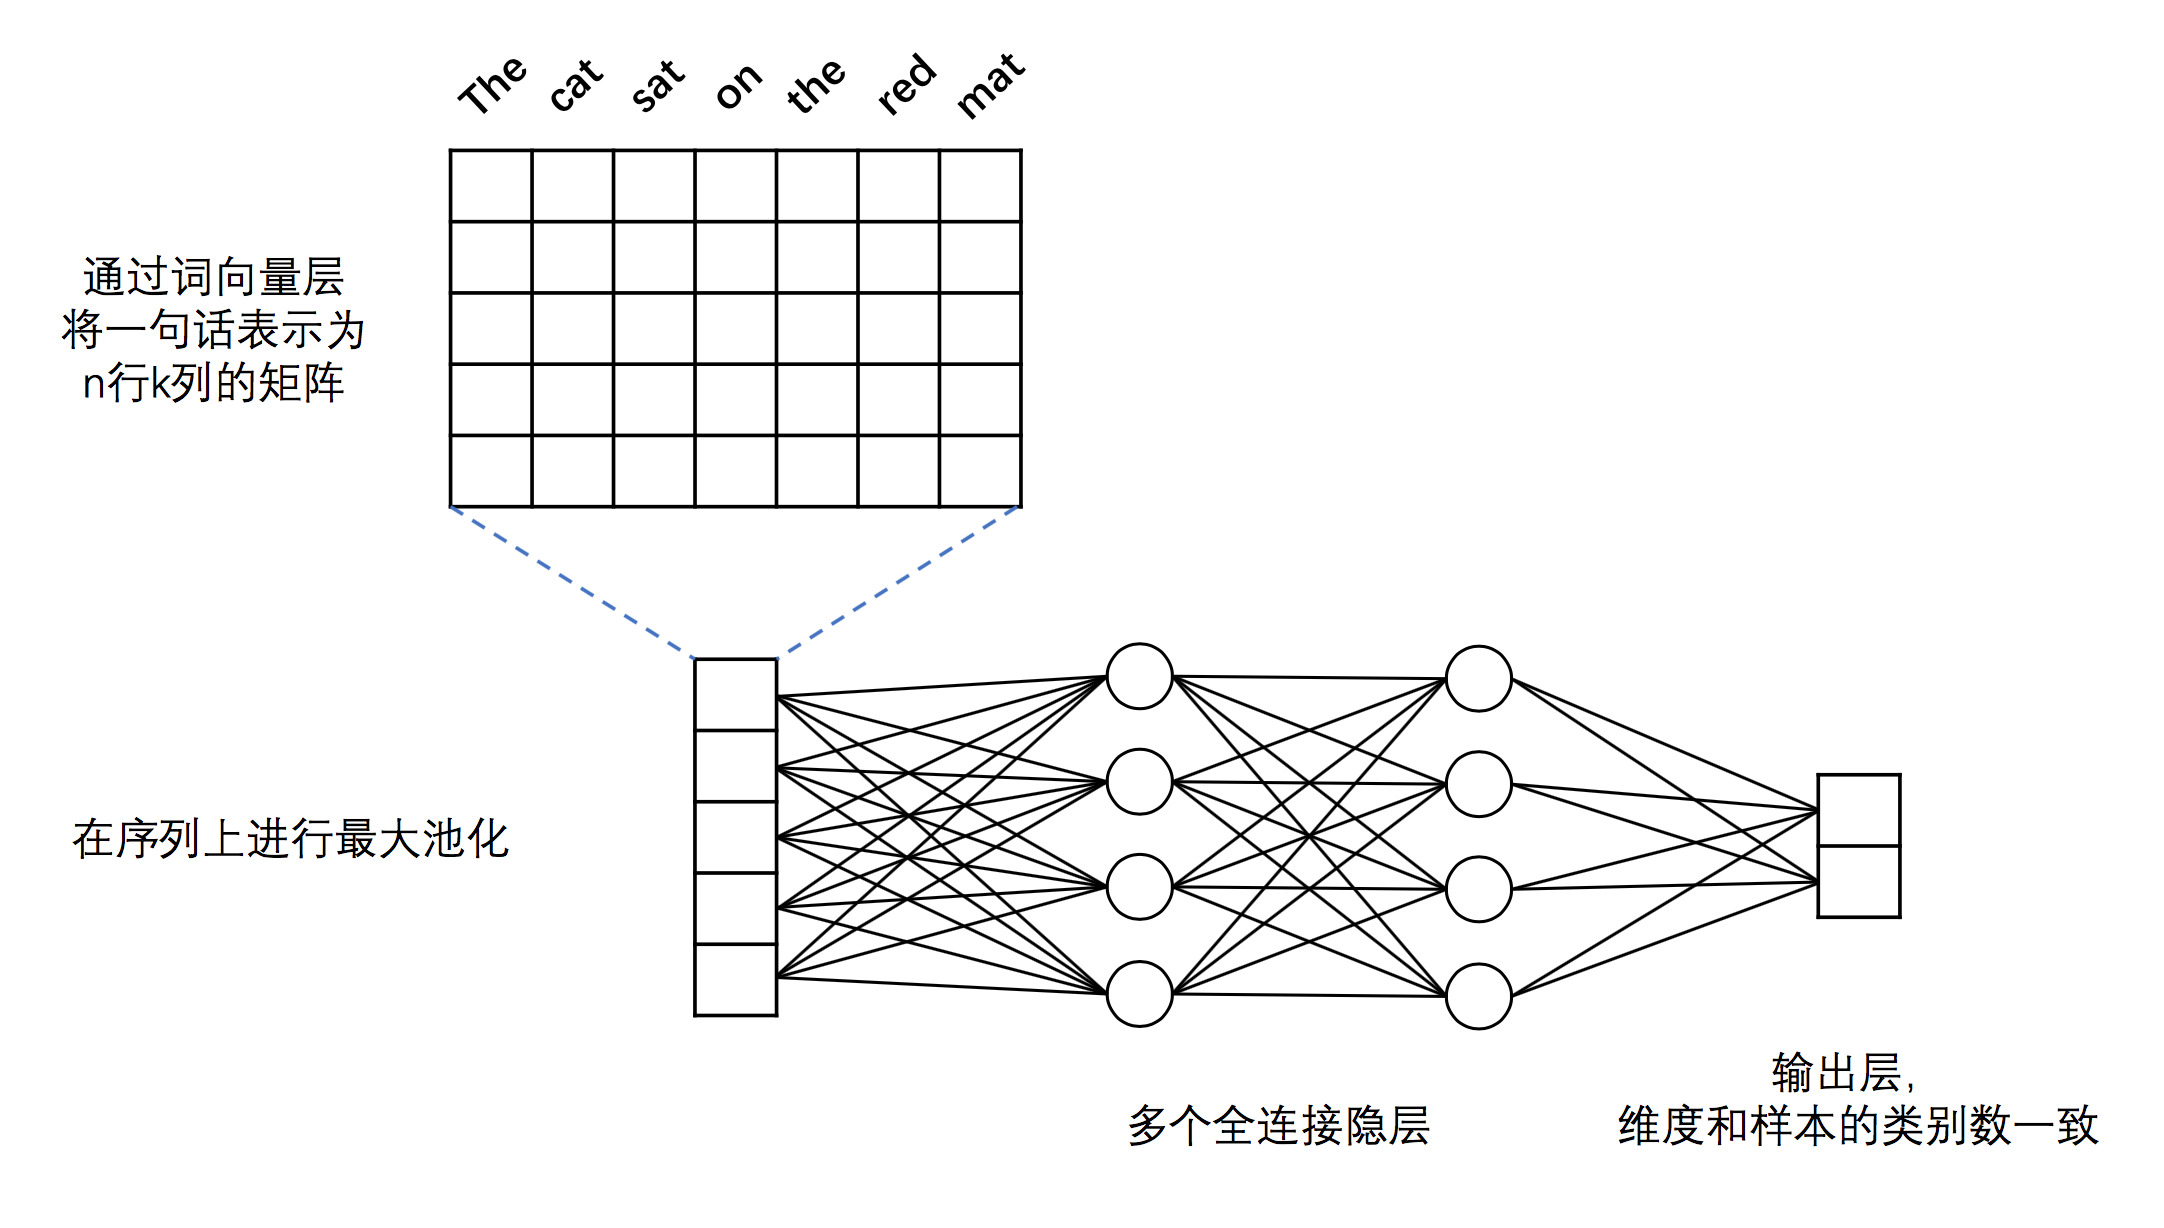 The cat sat on the red mat
通过词向量层
将一句话表示为
n行k列的矩阵
在序列上进行最大池化
多个全连接隐层
输出层,
维度和样本的类别数一致